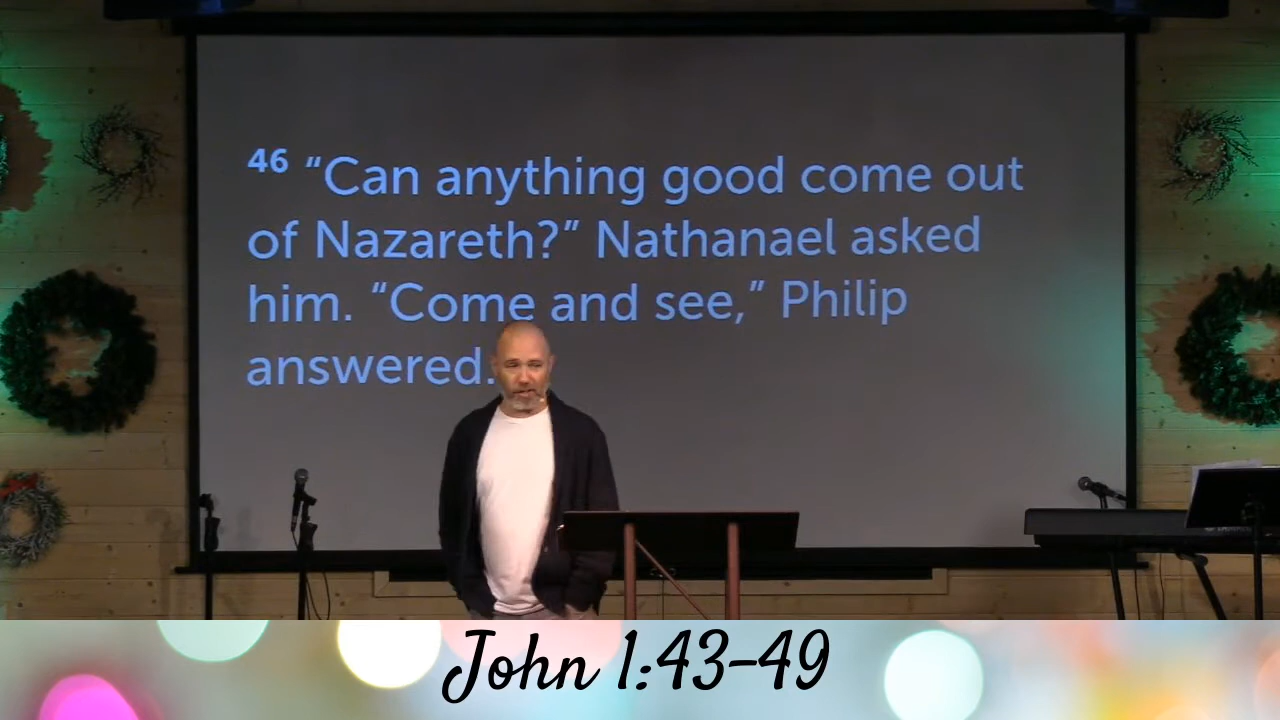 46 “Can anything good come out
of Nazareth?” Nathanael asked
him. “Come and see,” Philip
answered.
John 1:43-49